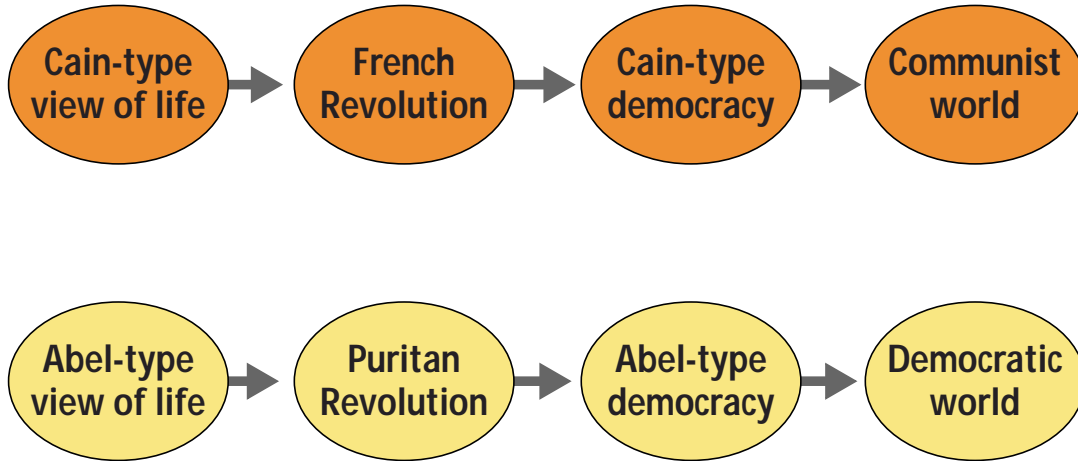 Cain-type
view of life
French
Revolution
Cain-type
democracy
Communist
world
Abel-type
view of life
Puritan
Revolution
Abel-type
democracy
Democratic
world